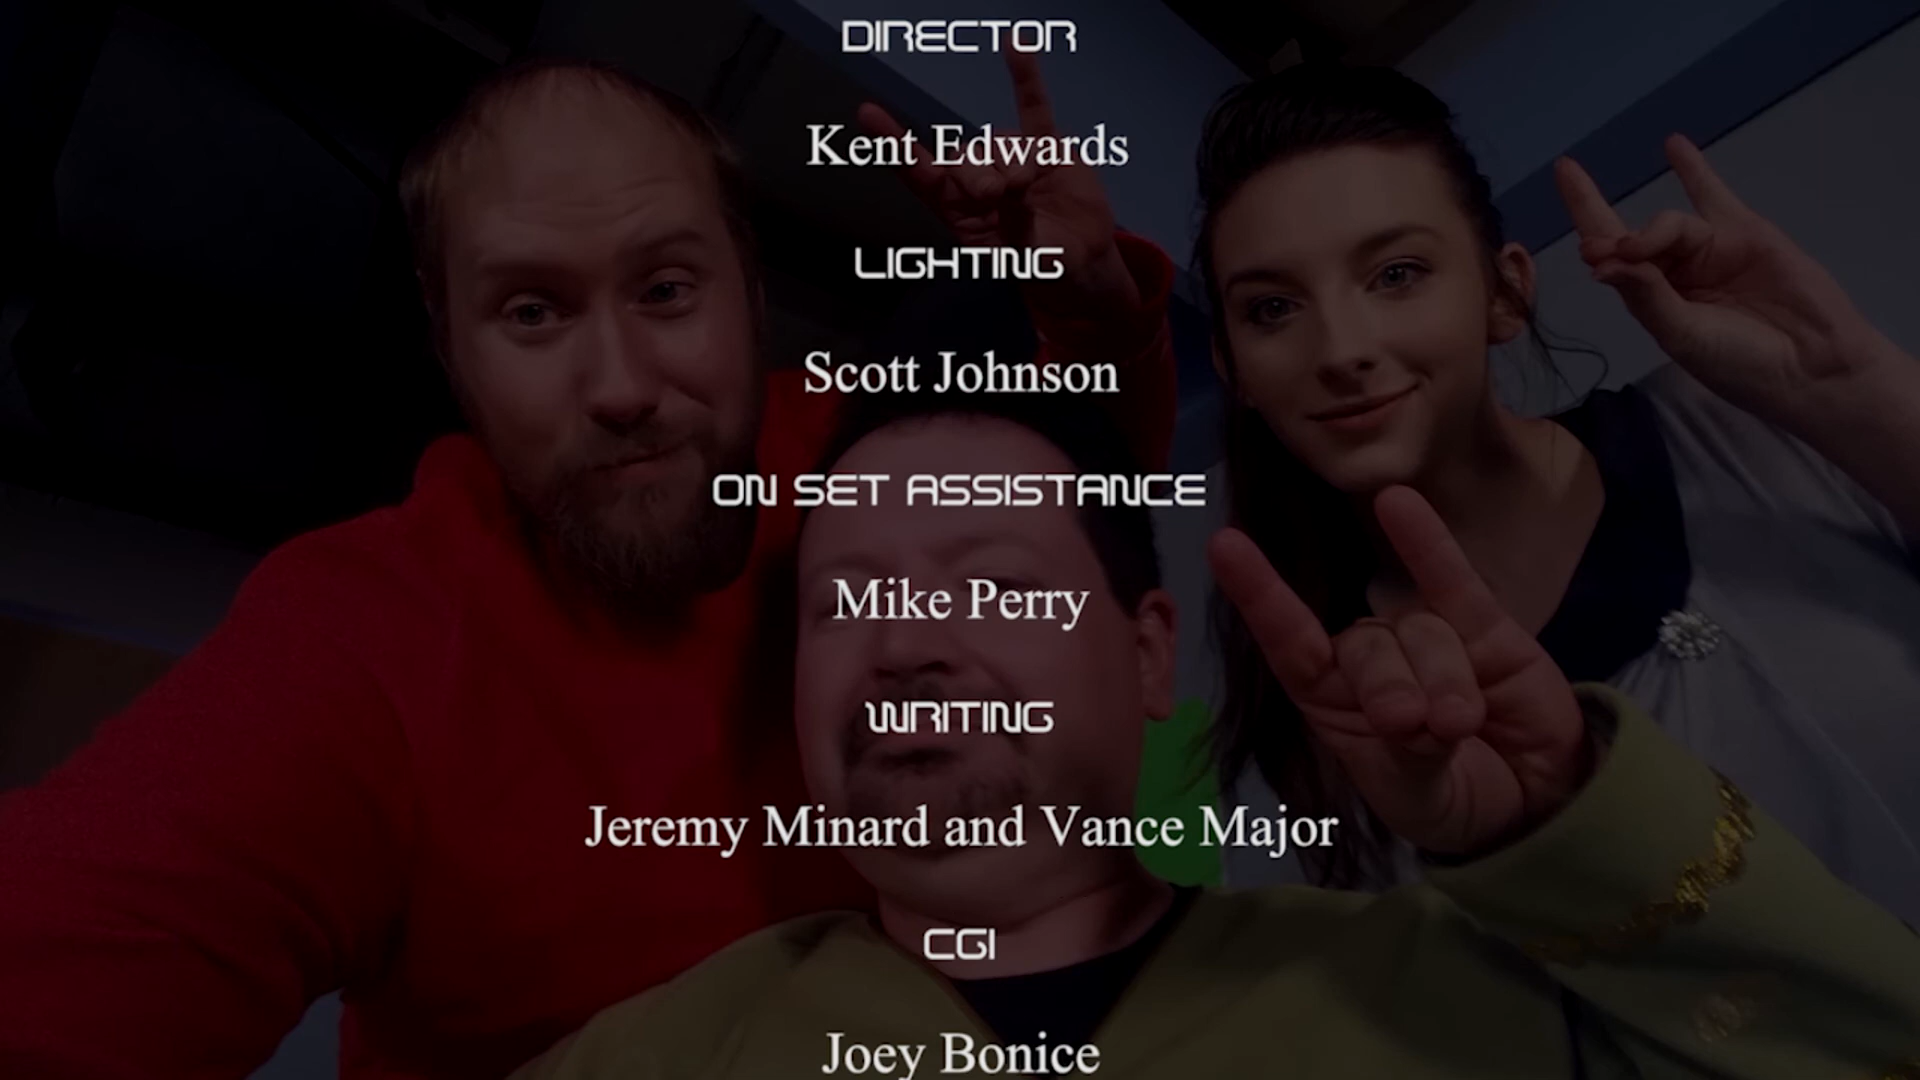 DIRECTOR
Kent Edwards
LIGHTING
Scott Johnson
ON SET ASSISTANCE
Mike Perry
WRITING
Jeremy Minard and Vance Major
CGI
Joey Bonice